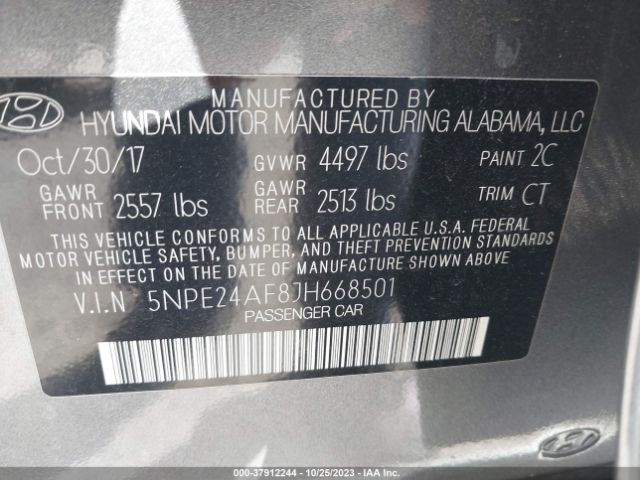 MANUFACTURED BY
HYUNDAI MOTOR MANUFACTURING ALABAMA, LLC
Oct/30/17 GVWR 4497 lbs PAINT 2C
GAWR FRONT 2557 lbs GAWR REAR 2513 lbs TRIM CT
THIS VEHICLE CONFORMS TO ALL APPLICABLE U.S.A. FEDERAL
MOTOR VEHICLE SAFETY, BUMPER, AND THEFT PREVENTION STANDARDS
IN EFFECT ON THE DATE OF MANUFACTURE SHOWN ABOVE.
V.I.N 5NPE24AF8JH668501
PASSENGER CAR
000-37912244 - 10/25/2023 - IAA Inc.